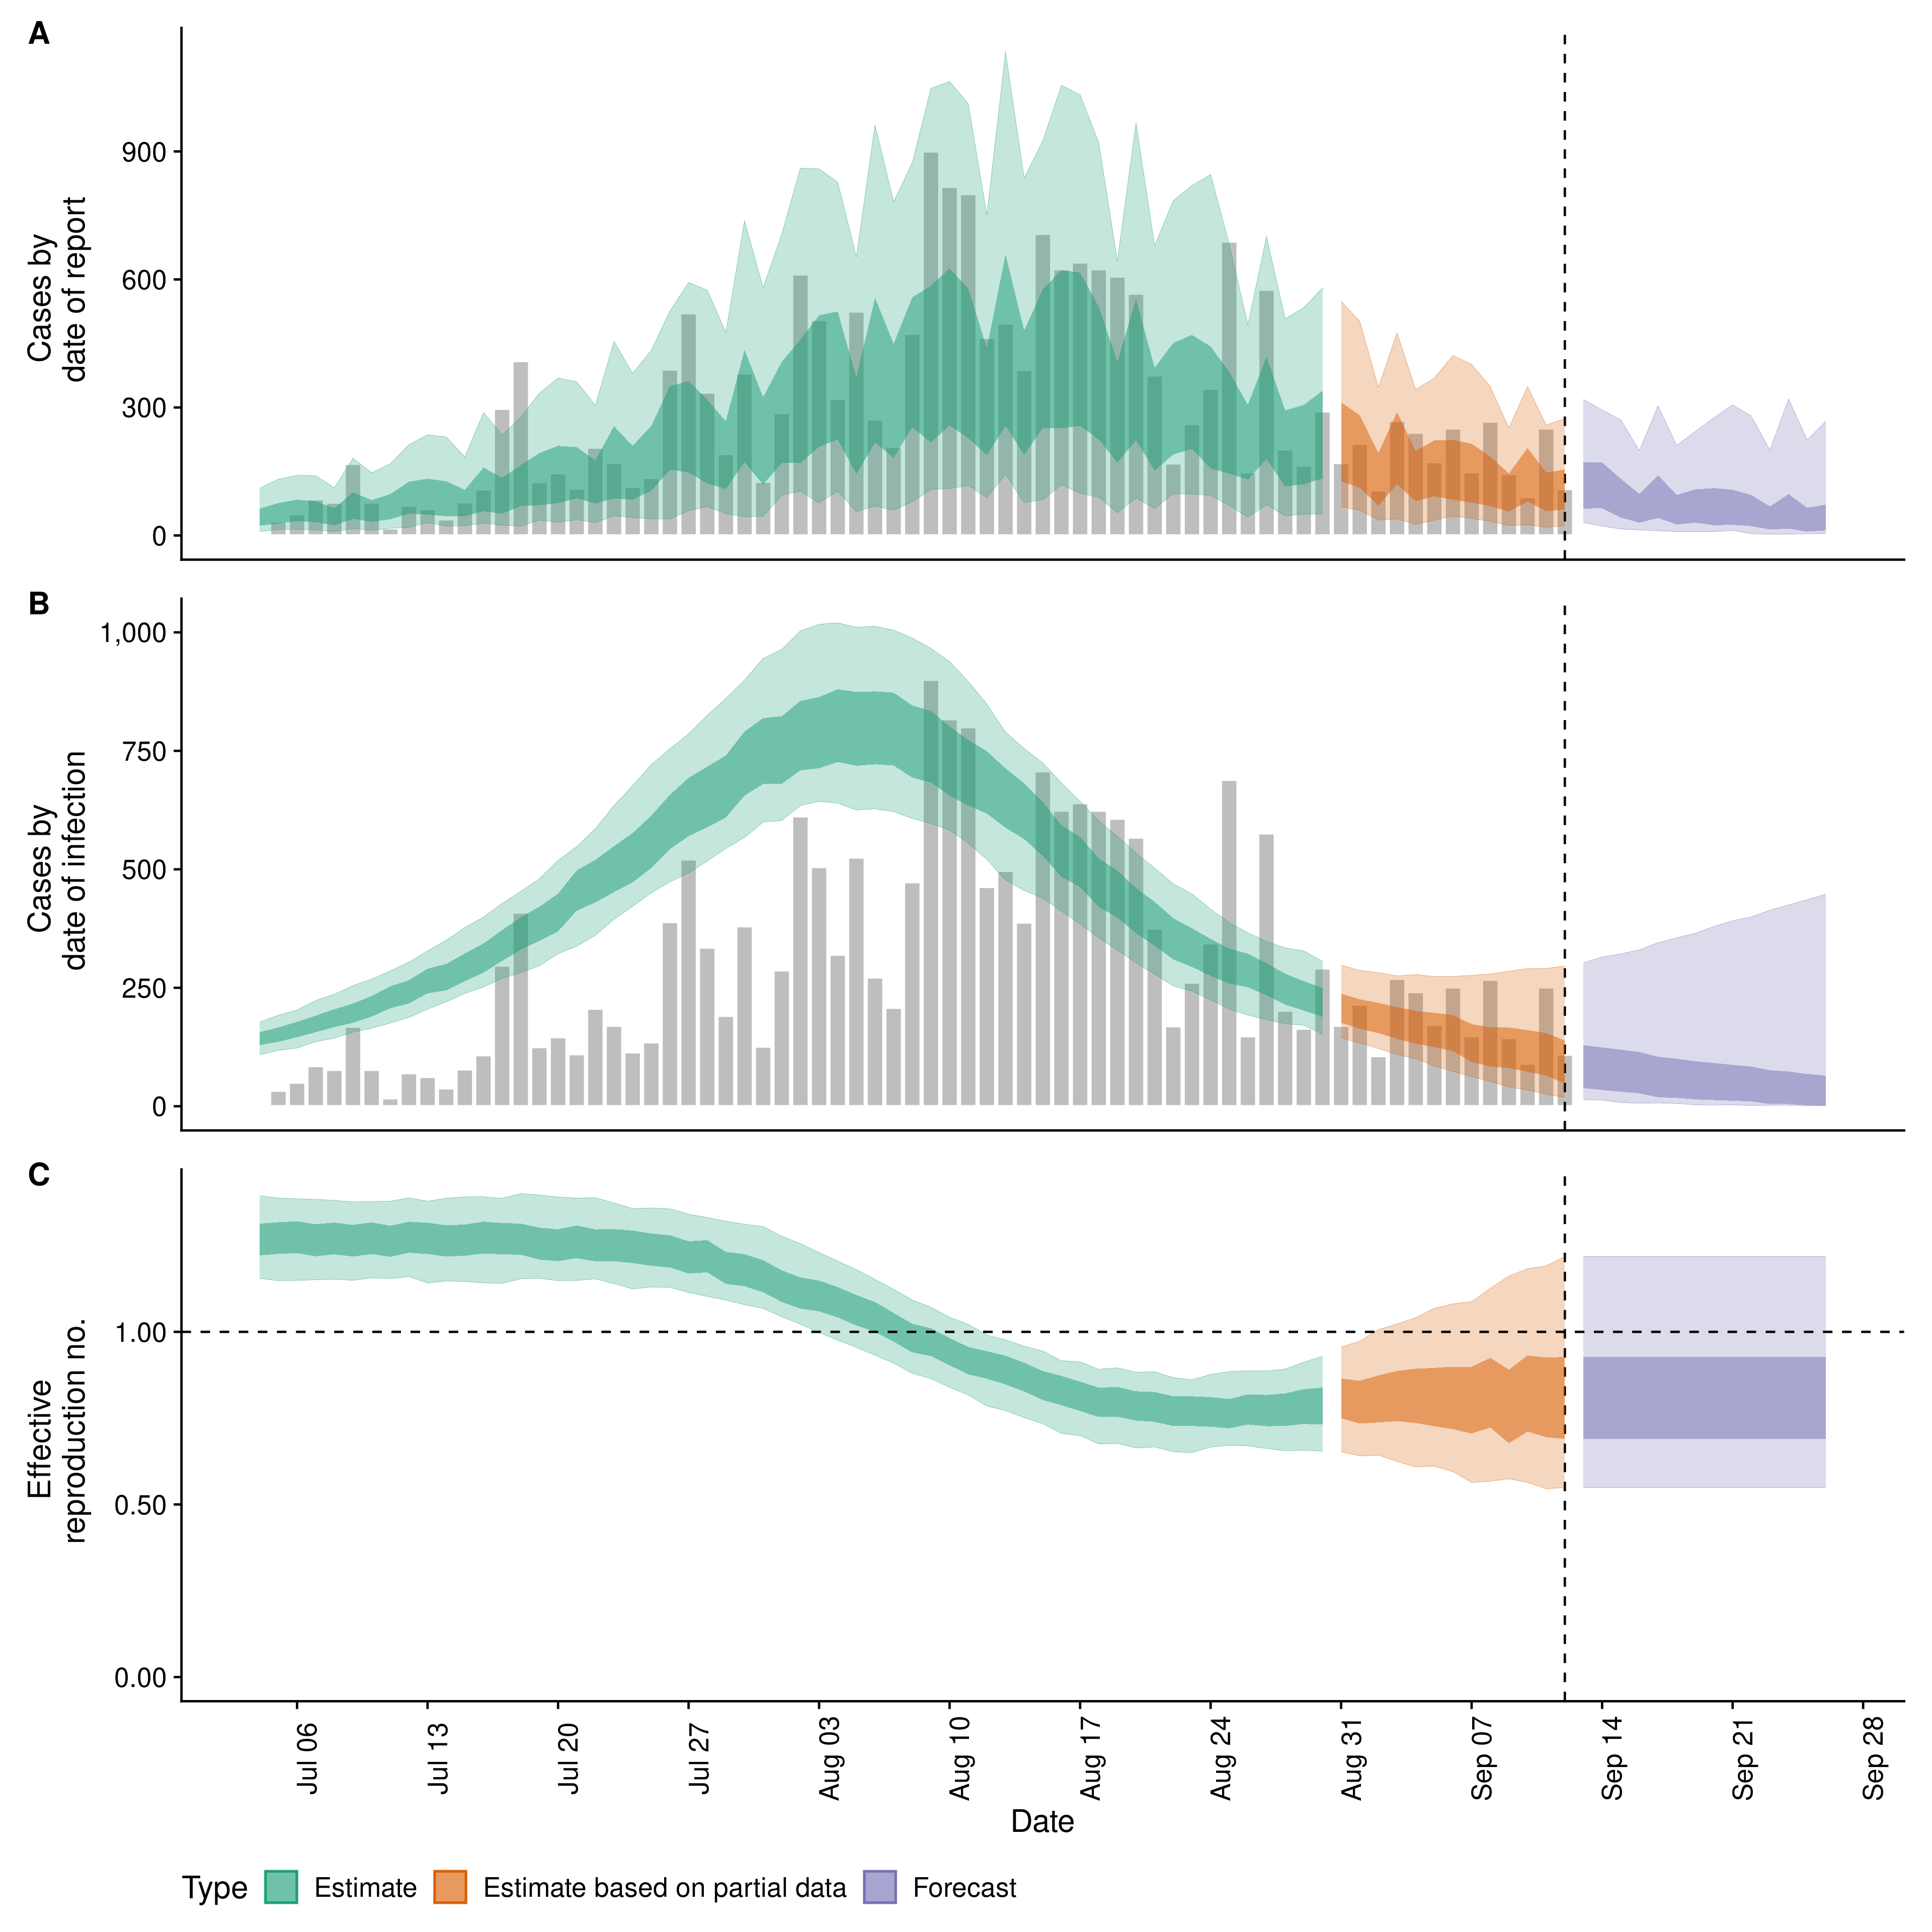 A
Cases by
date of report
900
600
300
0
B
Cases by
date of infection
1,000
750
500
250
0
C
Effective
reproduction no.
1.00
0.50
0.00
Jul 06
Jul 13
Jul 20
Jul 27
Aug 03
Aug 10
Aug 17
Aug 24
Aug 31
Sep 07
Sep 14
Sep 21
Sep 28
Date
Type Estimate Estimate based on partial data Forecast